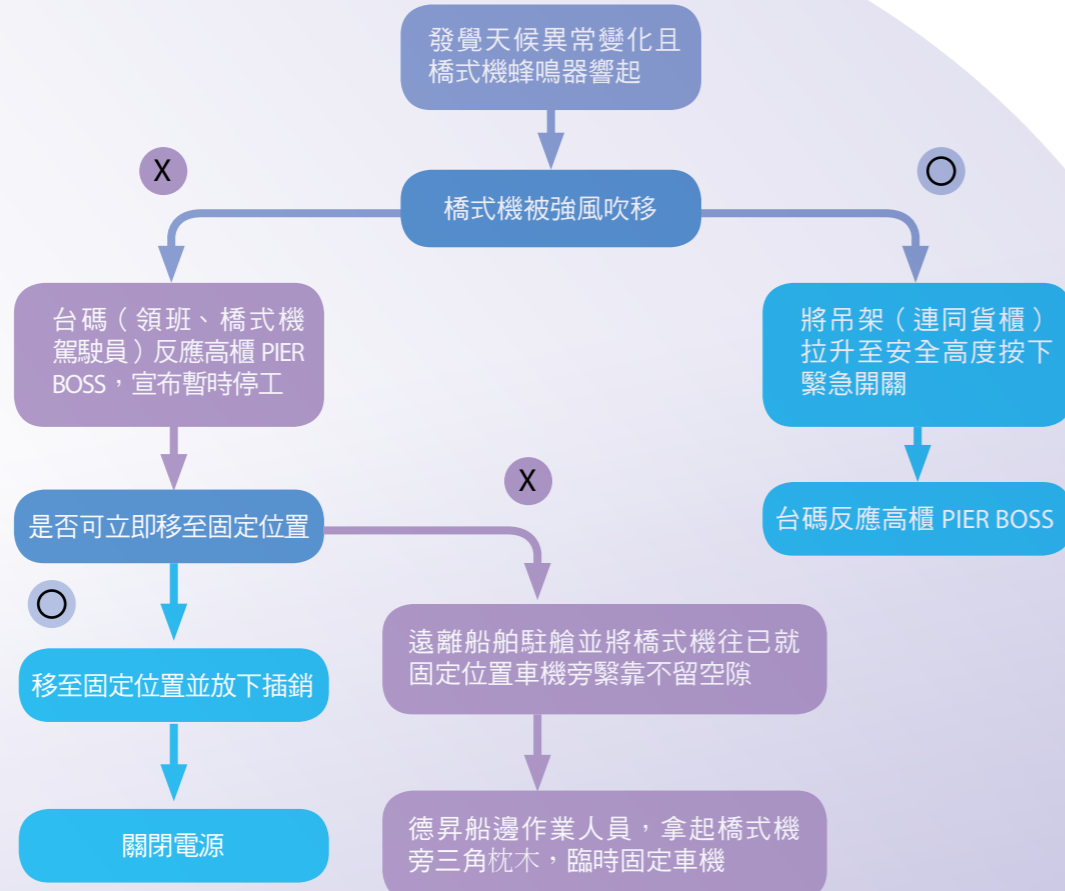 發覺天候異常變化且
橋式機蜂鳴器響起
X
○
橋式機被強風吹移
台碼（領班、橋式機
駕駛員）反應高櫃 PIER
BOSS，宣布暫時停工
將吊架（連同貨櫃）
拉升至安全高度按下
緊急開關
X
是否可立即移至固定位置
台碼反應高櫃 PIER BOSS
○
遠離船舶駐艙並將橋式機往已就
固定位置車機旁緊靠不留空隙
移至固定位置並放下插銷
德昇船邊作業人員，拿起橋式機
旁三角枕木，臨時固定車機
關閉電源